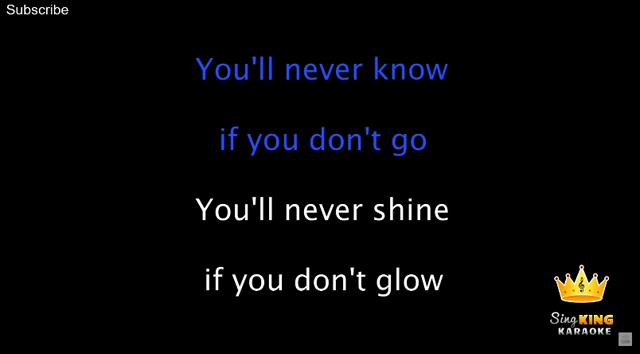 Subscribe
You'll never know
if you don't go
You'll never shine
if you don't glow
Sing KING
KARAOKE